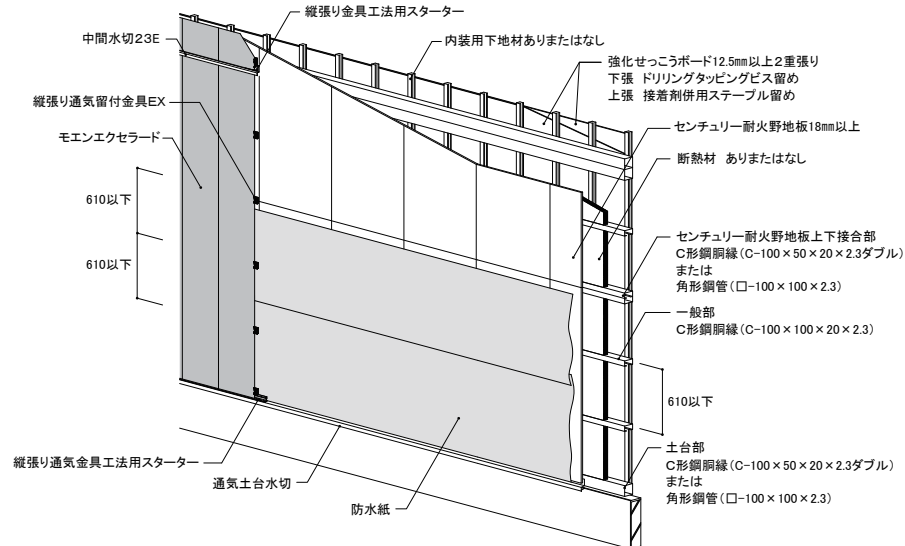 縦張り金具工法用スターター
中間水切23E
内装用下地材ありまたはなし
強化せっこうボード12.5mm以上2重張り
下張 ドリリングタッピンビス留め
上張 接着剤併用ステープル留め
縦張り通気留付金具EX
センチュリー耐火野地板18mm以上
モエンエクセラード
断熱材 ありまたはなし
610以下
610以下
センチュリー耐火野地板上下接合部
C形鋼胴縁(C-100×50×20×2.3ダブル)
または
角形鋼管(□-100×100×2.3)
一般部
C形鋼胴縁(C-100×100×20×2.3)
610以下
縦張り通気金具工法用スターター
通気土台水切
防水紙
土台部
C形鋼胴縁(C-100×50×20×2.3ダブル)
または
角形鋼管(□-100×100×2.3)